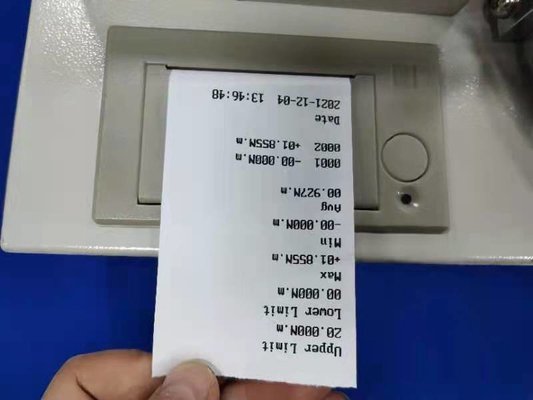 Upper Limit
20.000N.m
Lower Limit
00.000N.m
Max
+01.855N.m
Min
-00.000N.m
Avg
00.927N.m
0001 -00.000N.m
0002 +01.855N.m
Date
2021-12-04 13:46:48